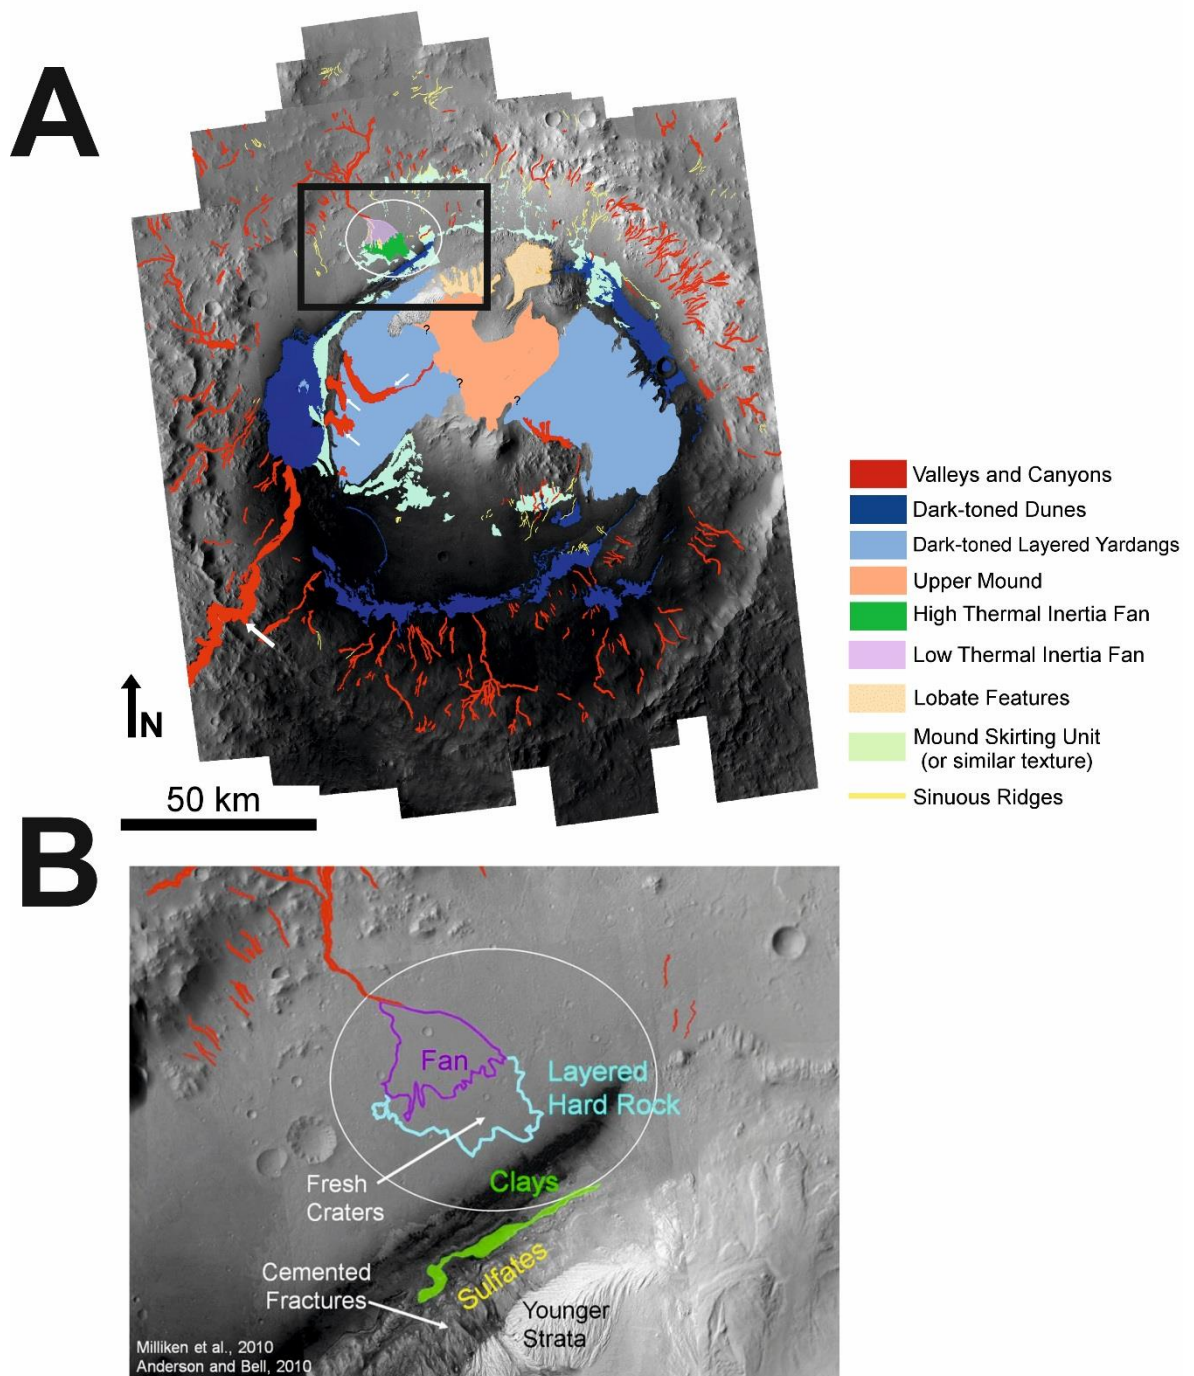 A
?
?
?
N
50 km
Valleys and Canyons
Dark-toned Dunes
Dark-toned Layered Yardangs
Upper Mound
High Thermal Inertia Fan
Low Thermal Inertia Fan
Lobate Features
Mound Skirting Unit
(or similar texture)
Sinuous Ridges
B
Fan
Layered
Hard Rock
Fresh
Craters
Clays
Sulfates
Cemented
Fractures
Younger
Strata
Milliken et al., 2010
Anderson and Bell, 2010